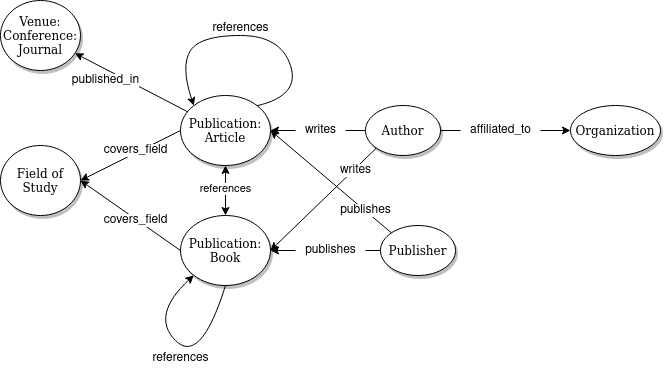 Venue:
Conference:
Journal
references
published_in
Publication:
Article
writes
Author
affiliated_to
Organization
covers_field
Field of
Study
references
writes
publishes
covers_field
Publication:
Book
publishes
Publisher
references